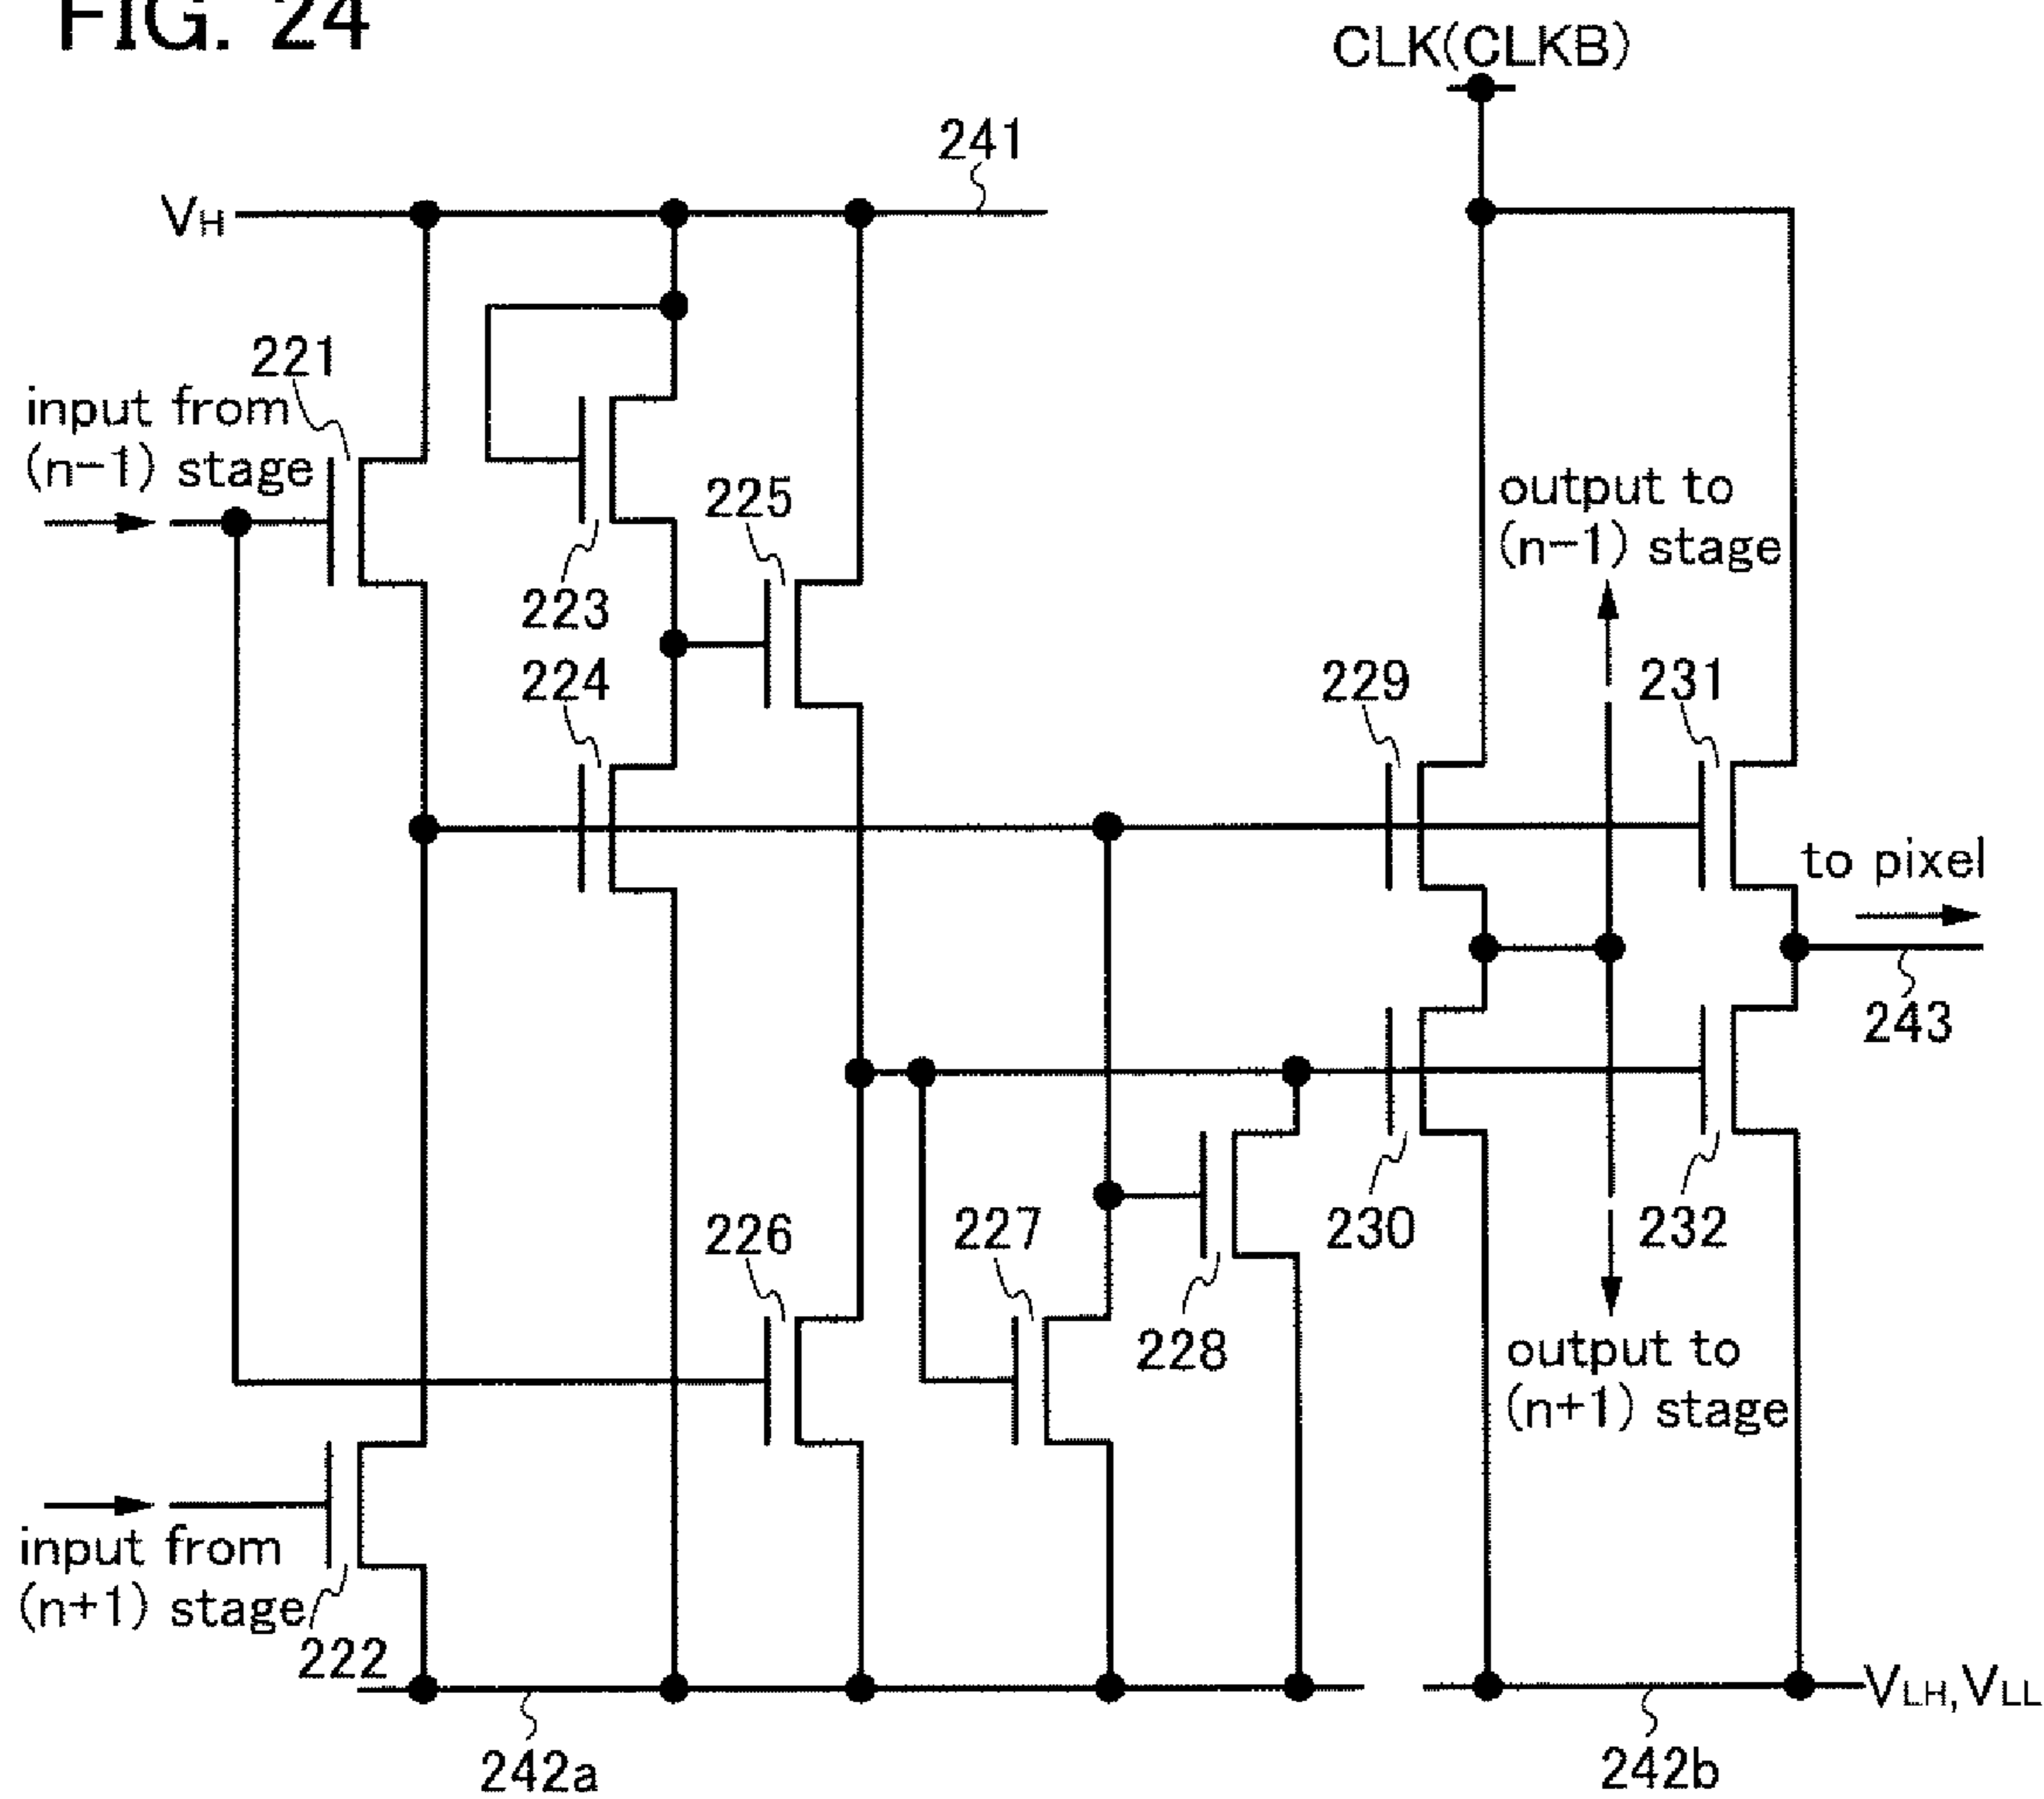 FIG. 24
CLK(CLKB)
241
VH
221
input from
(n-1) stage
225
output to
(n-1) stage
223
224
229
231
to pixel
243
226
227
230
232
228
output to
(n+1) stage
input from
(n+1) stage
222
VLH, VLL
242a
242b